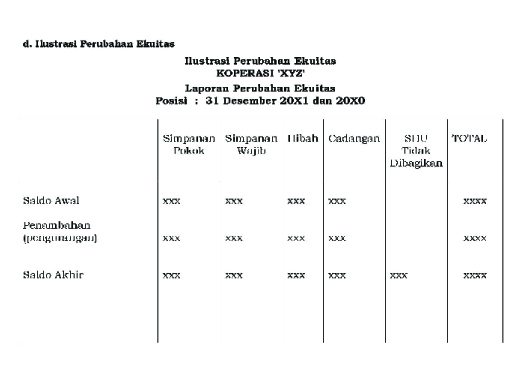 d. Ilustrasi Perubahan Ekuitas
Ilustrasi Perubahan Ekuitas
KOPERASI 'XYZ'
Laporan Perubahan Ekuitas
Posisi : 31 Desember 20X1 dan 20X0
Simpanan Pokok Simpanan Wajib Hibah Cadangan SHU Tidak Dibagikan TOTAL
Saldo Awal xxx xxx xxx xxx xxxx
Penambahan
(pengurangan) xxx xxx xxx xxx xxxx
Saldo Akhir xxx xxx xxx xxx xxx xxxx